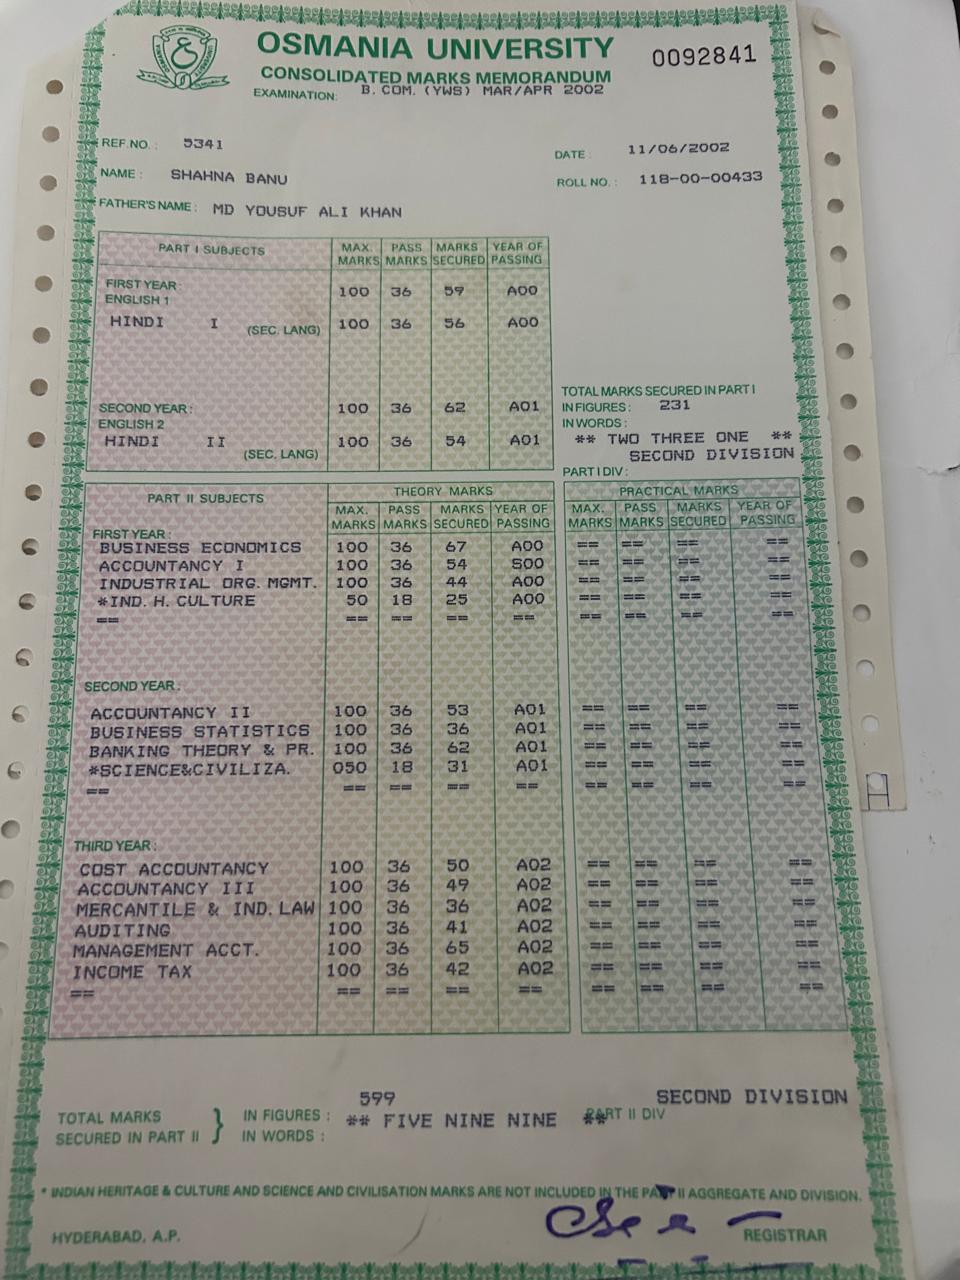 OSMANIA UNIVERSITY
0092841
CONSOLIDATED MARKS MEMORANDUM
EXAMINATION: B. COM. (YWS) MAR/APR 2002
REF.NO. : 5341
DATE : 11/06/2002
NAME : SHAHNA BANU
ROLL NO. : 118-00-00433
FATHER'S NAME : MD YOUSUF ALI KHAN
PART I SUBJECTS MAX. MARKS PASS MARKS MARKS SECURED YEAR OF PASSING
FIRST YEAR :
ENGLISH 1 100 36 59 A00
HINDI I (SEC. LANG) 100 36 56 A00
SECOND YEAR :
ENGLISH 2 100 36 62 A01
HINDI II (SEC. LANG) 100 36 54 A01
TOTAL MARKS SECURED IN PART I
IN FIGURES : 231
IN WORDS :
** TWO THREE ONE **
SECOND DIVISION
PART I DIV :
PART II SUBJECTS THEORY MARKS PRACTICAL MARKS
MAX. MARKS PASS MARKS MARKS SECURED YEAR OF PASSING MAX. MARKS PASS MARKS MARKS SECURED YEAR OF PASSING
FIRST YEAR :
BUSINESS ECONOMICS 100 36 67 A00 == == == ==
ACCOUNTANCY I 100 36 54 S00 == == == ==
INDUSTRIAL ORG. MGMT. 100 36 44 A00 == == == ==
*IND. H. CULTURE 50 18 25 A00 == == == ==
== == == == == == == == ==
SECOND YEAR :
ACCOUNTANCY II 100 36 53 A01 == == == ==
BUSINESS STATISTICS 100 36 36 A01 == == == ==
BANKING THEORY & PR. 100 36 62 A01 == == == ==
*SCIENCE&CIVILIZA. 050 18 31 A01 == == == ==
== == == == == == == == ==
THIRD YEAR :
COST ACCOUNTANCY 100 36 50 A02 == == == ==
ACCOUNTANCY III 100 36 49 A02 == == == ==
MERCANTILE & IND. LAW 100 36 36 A02 == == == ==
AUDITING 100 36 41 A02 == == == ==
MANAGEMENT ACCT. 100 36 65 A02 == == == ==
INCOME TAX 100 36 42 A02 == == == ==
== == == == == == == == ==
599 SECOND DIVISION
TOTAL MARKS SECURED IN PART II } IN FIGURES :
IN WORDS : ** FIVE NINE NINE ** PART II DIV
* INDIAN HERITAGE & CULTURE AND SCIENCE AND CIVILISATION MARKS ARE NOT INCLUDED IN THE PART II AGGREGATE AND DIVISION.
HYDERABAD, A.P.
REGISTRAR
H